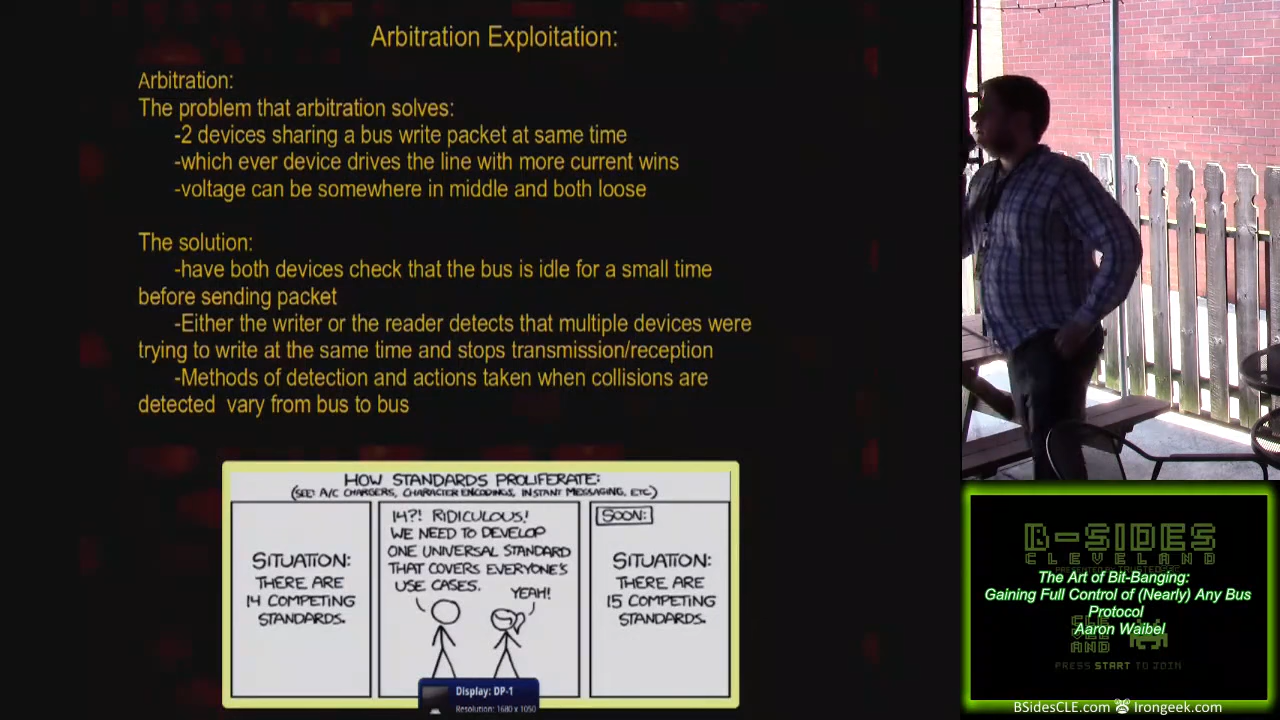 Arbitration Exploitation:
Arbitration:
The problem that arbitration solves:
-2 devices sharing a bus write packet at same time
-which ever device drives the line with more current wins
-voltage can be somewhere in middle and both loose
The solution:
-have both devices check that the bus is idle for a small time
before sending packet
-Either the writer or the reader detects that multiple devices were
trying to write at the same time and stops transmission/reception
-Methods of detection and actions taken when collisions are
detected vary from bus to bus
HOW STANDARDS PROLIFERATE:
(SEE: A/C CHARGERS, CHARACTER ENCODINGS, INSTANT MESSAGING, ETC.)
SITUATION:
THERE ARE
14 COMPETING
STANDARDS.
14?! RIDICULOUS!
WE NEED TO DEVELOP
ONE UNIVERSAL STANDARD
THAT COVERS EVERYONE'S
USE CASES.
YEAH!
SOON:
SITUATION:
THERE ARE
15 COMPETING
STANDARDS.
Display: DP-1
Resolution: 1680 x 1050
B-SIDES
CLEVELAND
The Art of Bit-Banging:
Gaining Full Control of (Nearly) Any Bus
Protocol
Aaron Waibel
CLE
VEL
AND
PRESS START TO JOIN
BSidesCLE.com Irongeek.com